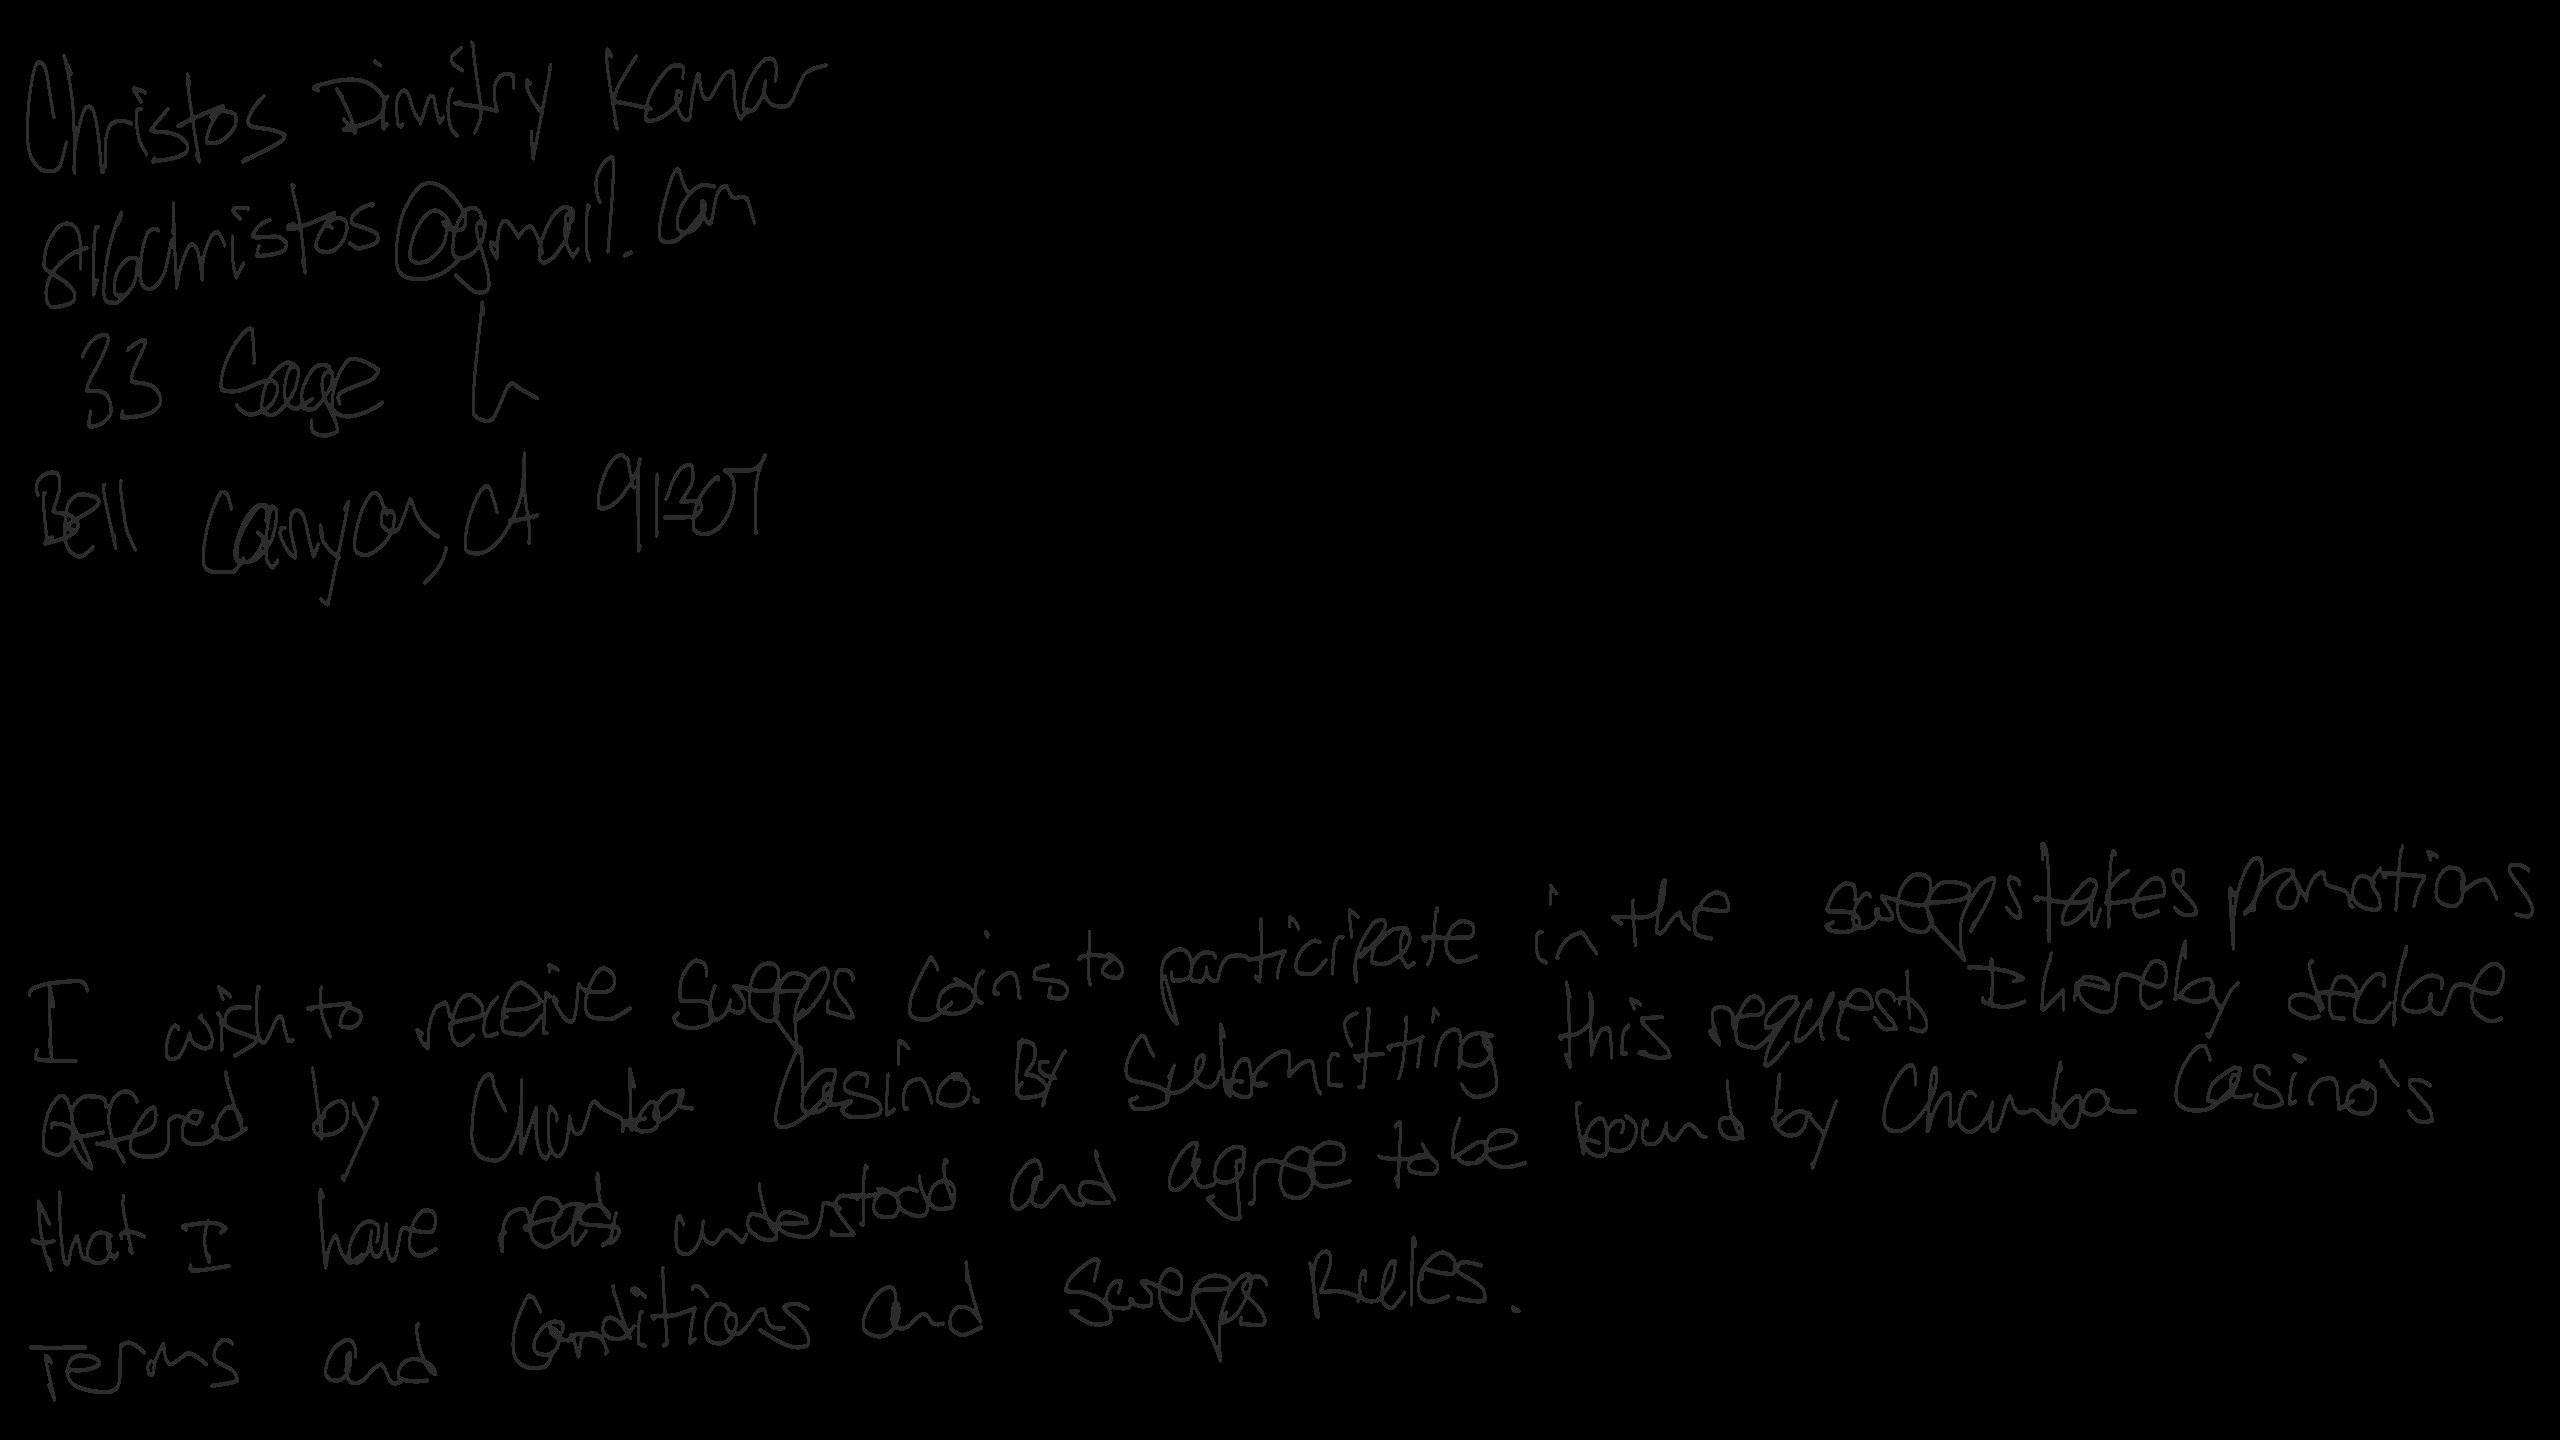 Christos Dimitry Kamar
816christos@gmail.com
33 Sage Ln
Bell Canyon, CA 91307
I wish to receive Sweeps Coins to participate in the sweepstakes promotions
offered by Chumba Casino. By submitting this request I hereby declare
that I have read understood and agree to be bound by Chumba Casino's
Terms and Conditions and Sweeps Rules.